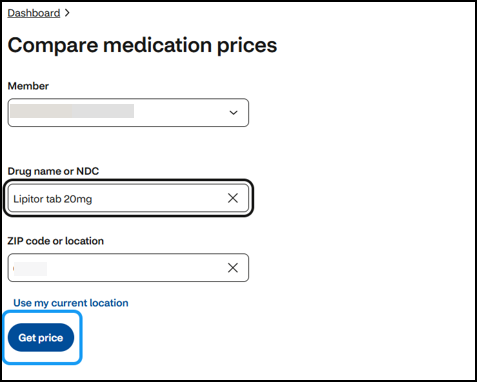 Dashboard
Compare medication prices
Member
Drug name or NDC
Lipitor tab 20mg
ZIP code or location
Use my current location
Get price